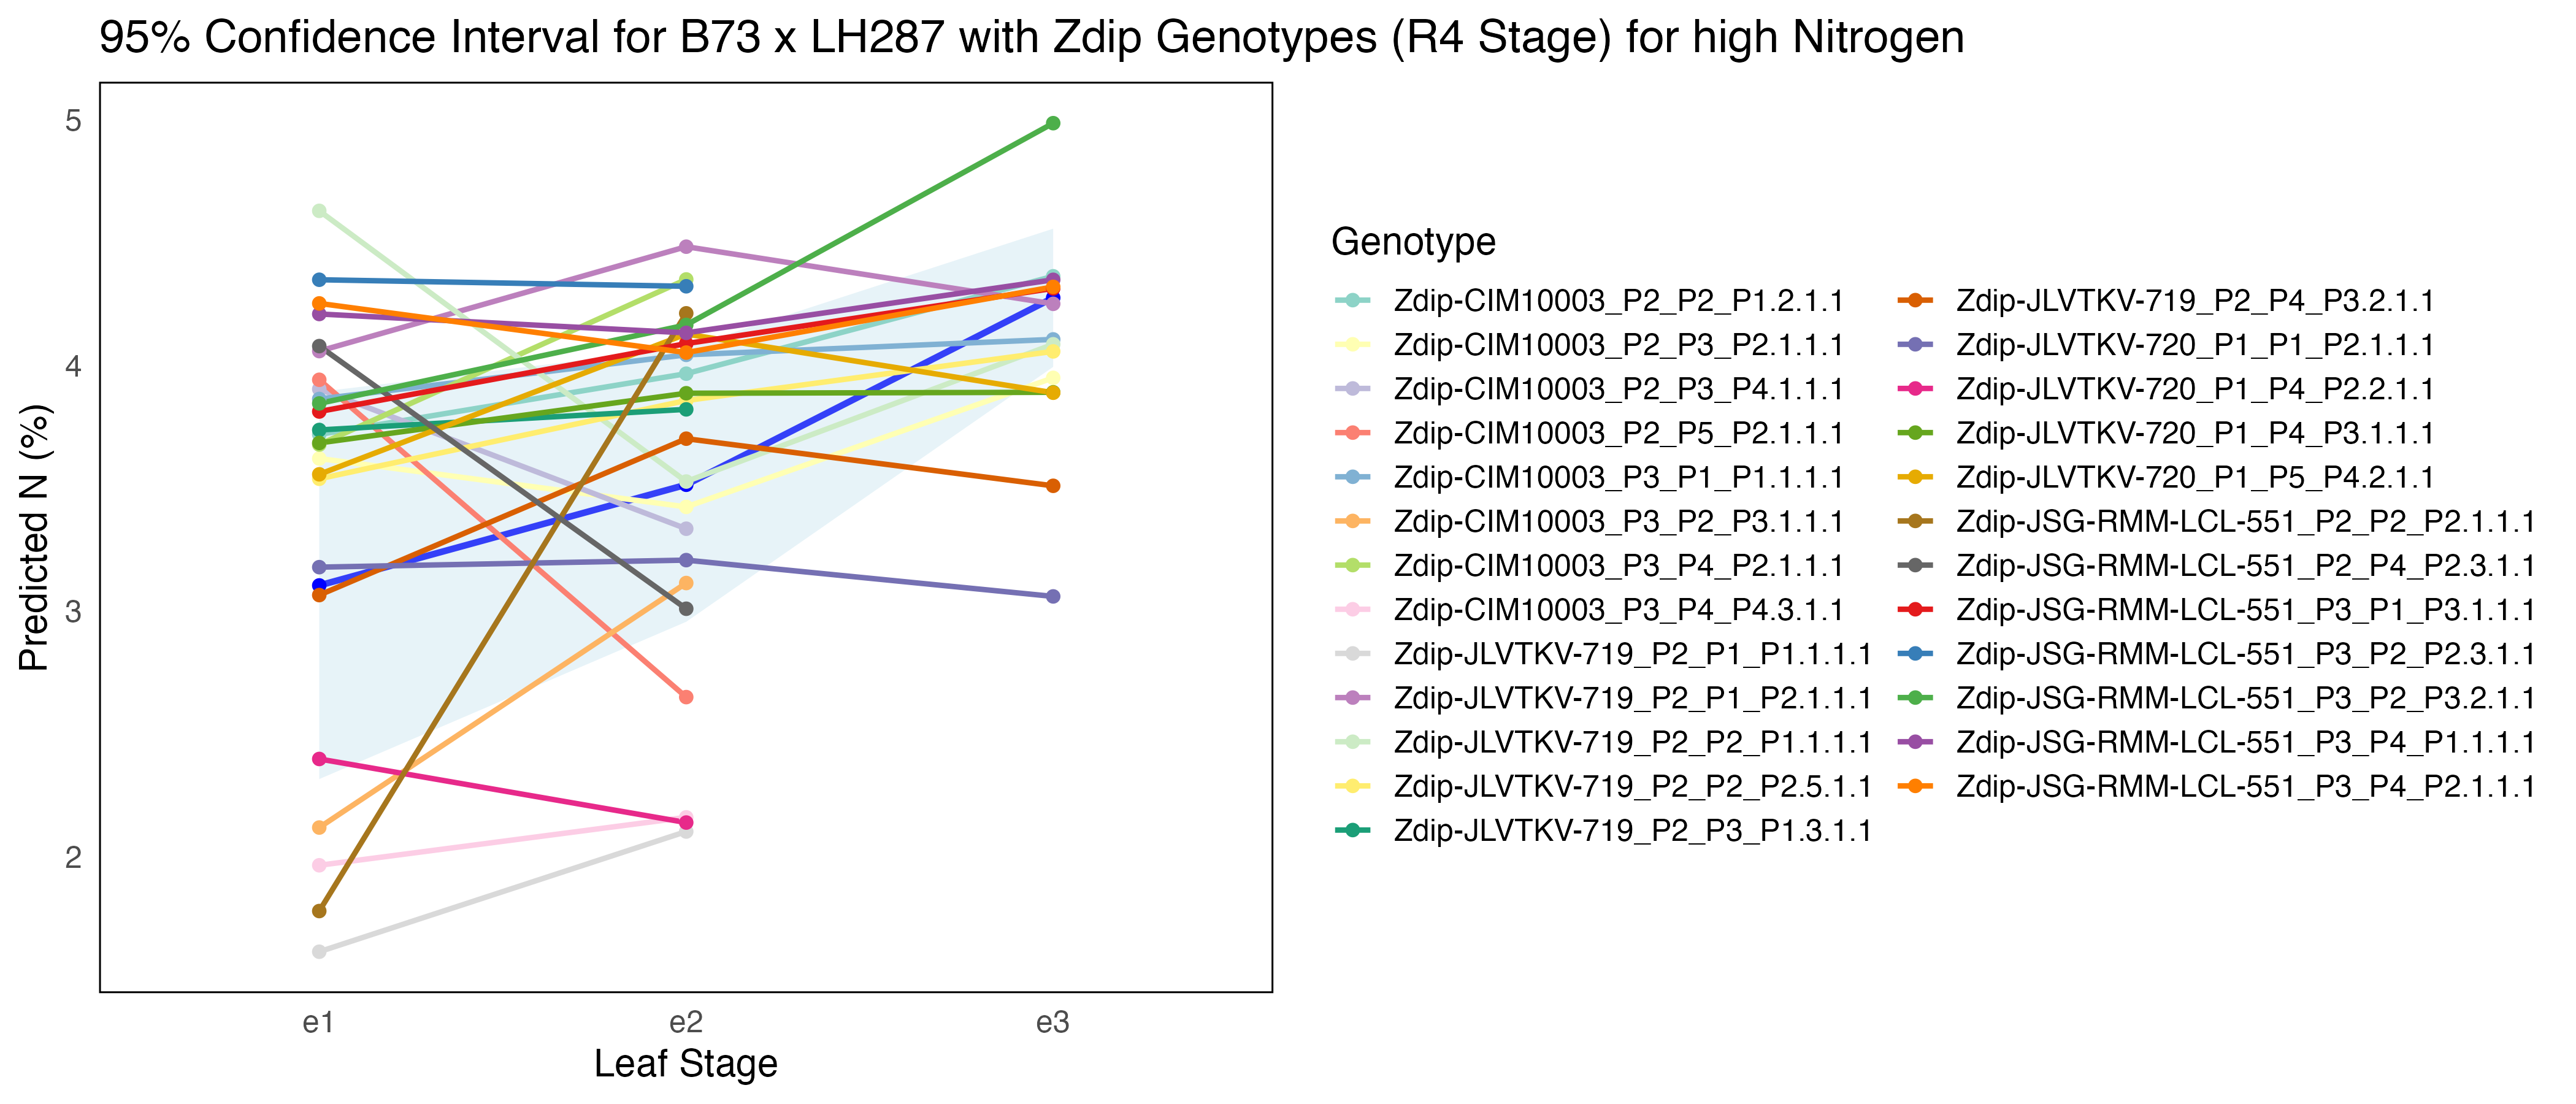 95% Confidence Interval for B73 x LH287 with Zdip Genotypes (R4 Stage) for high Nitrogen
5
4
3
2
Predicted N (%)
e1 e2 e3
Leaf Stage
Genotype
Zdip-CIM10003_P2_P2_P1.2.1.1
Zdip-CIM10003_P2_P3_P2.1.1.1
Zdip-CIM10003_P2_P3_P4.1.1.1
Zdip-CIM10003_P2_P5_P2.1.1.1
Zdip-CIM10003_P3_P1_P1.1.1.1
Zdip-CIM10003_P3_P2_P3.1.1.1
Zdip-CIM10003_P3_P4_P2.1.1.1
Zdip-CIM10003_P3_P4_P4.3.1.1
Zdip-JLVTKV-719_P2_P1_P1.1.1.1
Zdip-JLVTKV-719_P2_P1_P2.1.1.1
Zdip-JLVTKV-719_P2_P2_P1.1.1.1
Zdip-JLVTKV-719_P2_P2_P2.5.1.1
Zdip-JLVTKV-719_P2_P3_P1.3.1.1
Zdip-JLVTKV-719_P2_P4_P3.2.1.1
Zdip-JLVTKV-720_P1_P1_P2.1.1.1
Zdip-JLVTKV-720_P1_P4_P2.2.1.1
Zdip-JLVTKV-720_P1_P4_P3.1.1.1
Zdip-JLVTKV-720_P1_P5_P4.2.1.1
Zdip-JSG-RMM-LCL-551_P2_P2_P2.1.1.1
Zdip-JSG-RMM-LCL-551_P2_P4_P2.3.1.1
Zdip-JSG-RMM-LCL-551_P3_P1_P3.1.1.1
Zdip-JSG-RMM-LCL-551_P3_P2_P2.3.1.1
Zdip-JSG-RMM-LCL-551_P3_P2_P3.2.1.1
Zdip-JSG-RMM-LCL-551_P3_P4_P1.1.1.1
Zdip-JSG-RMM-LCL-551_P3_P4_P2.1.1.1